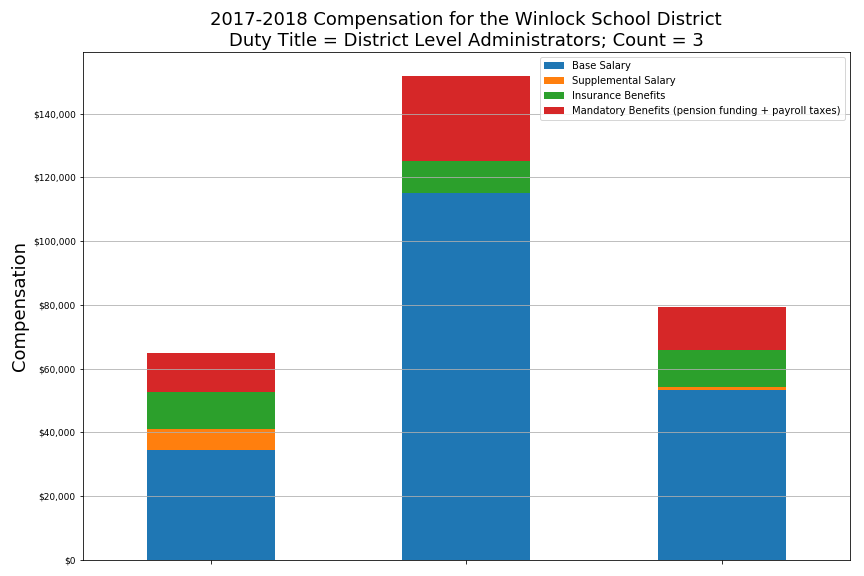 2017-2018 Compensation for the Winlock School District
Duty Title = District Level Administrators; Count = 3
Base Salary
Supplemental Salary
Insurance Benefits
Mandatory Benefits (pension funding + payroll taxes)
$140,000
$120,000
$100,000
$80,000
$60,000
$40,000
$20,000
$0
Compensation